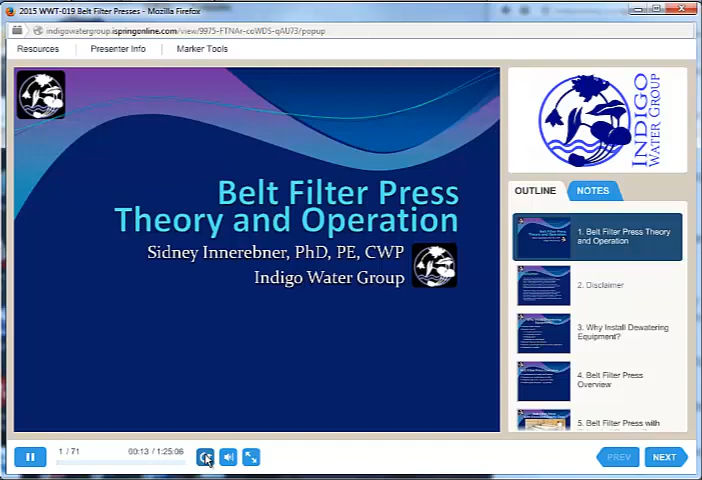 2015 WWT-019 Belt Filter Presses - Mozilla Firefox
indigowatergroup.ispringonline.com/view/9975-FTNAr-coWD5-qAU73/popup
Resources
Presenter Info
Marker Tools
Belt Filter Press
Theory and Operation
Sidney Innerebner, PhD, PE, CWP
Indigo Water Group
INDIGO
WATER GROUP
OUTLINE
NOTES
1. Belt Filter Press Theory
and Operation
2. Disclaimer
3. Why Install Dewatering
Equipment?
4. Belt Filter Press
Overview
5. Belt Filter Press with
1 / 71
00:13 / 1:25:06
PREV
NEXT